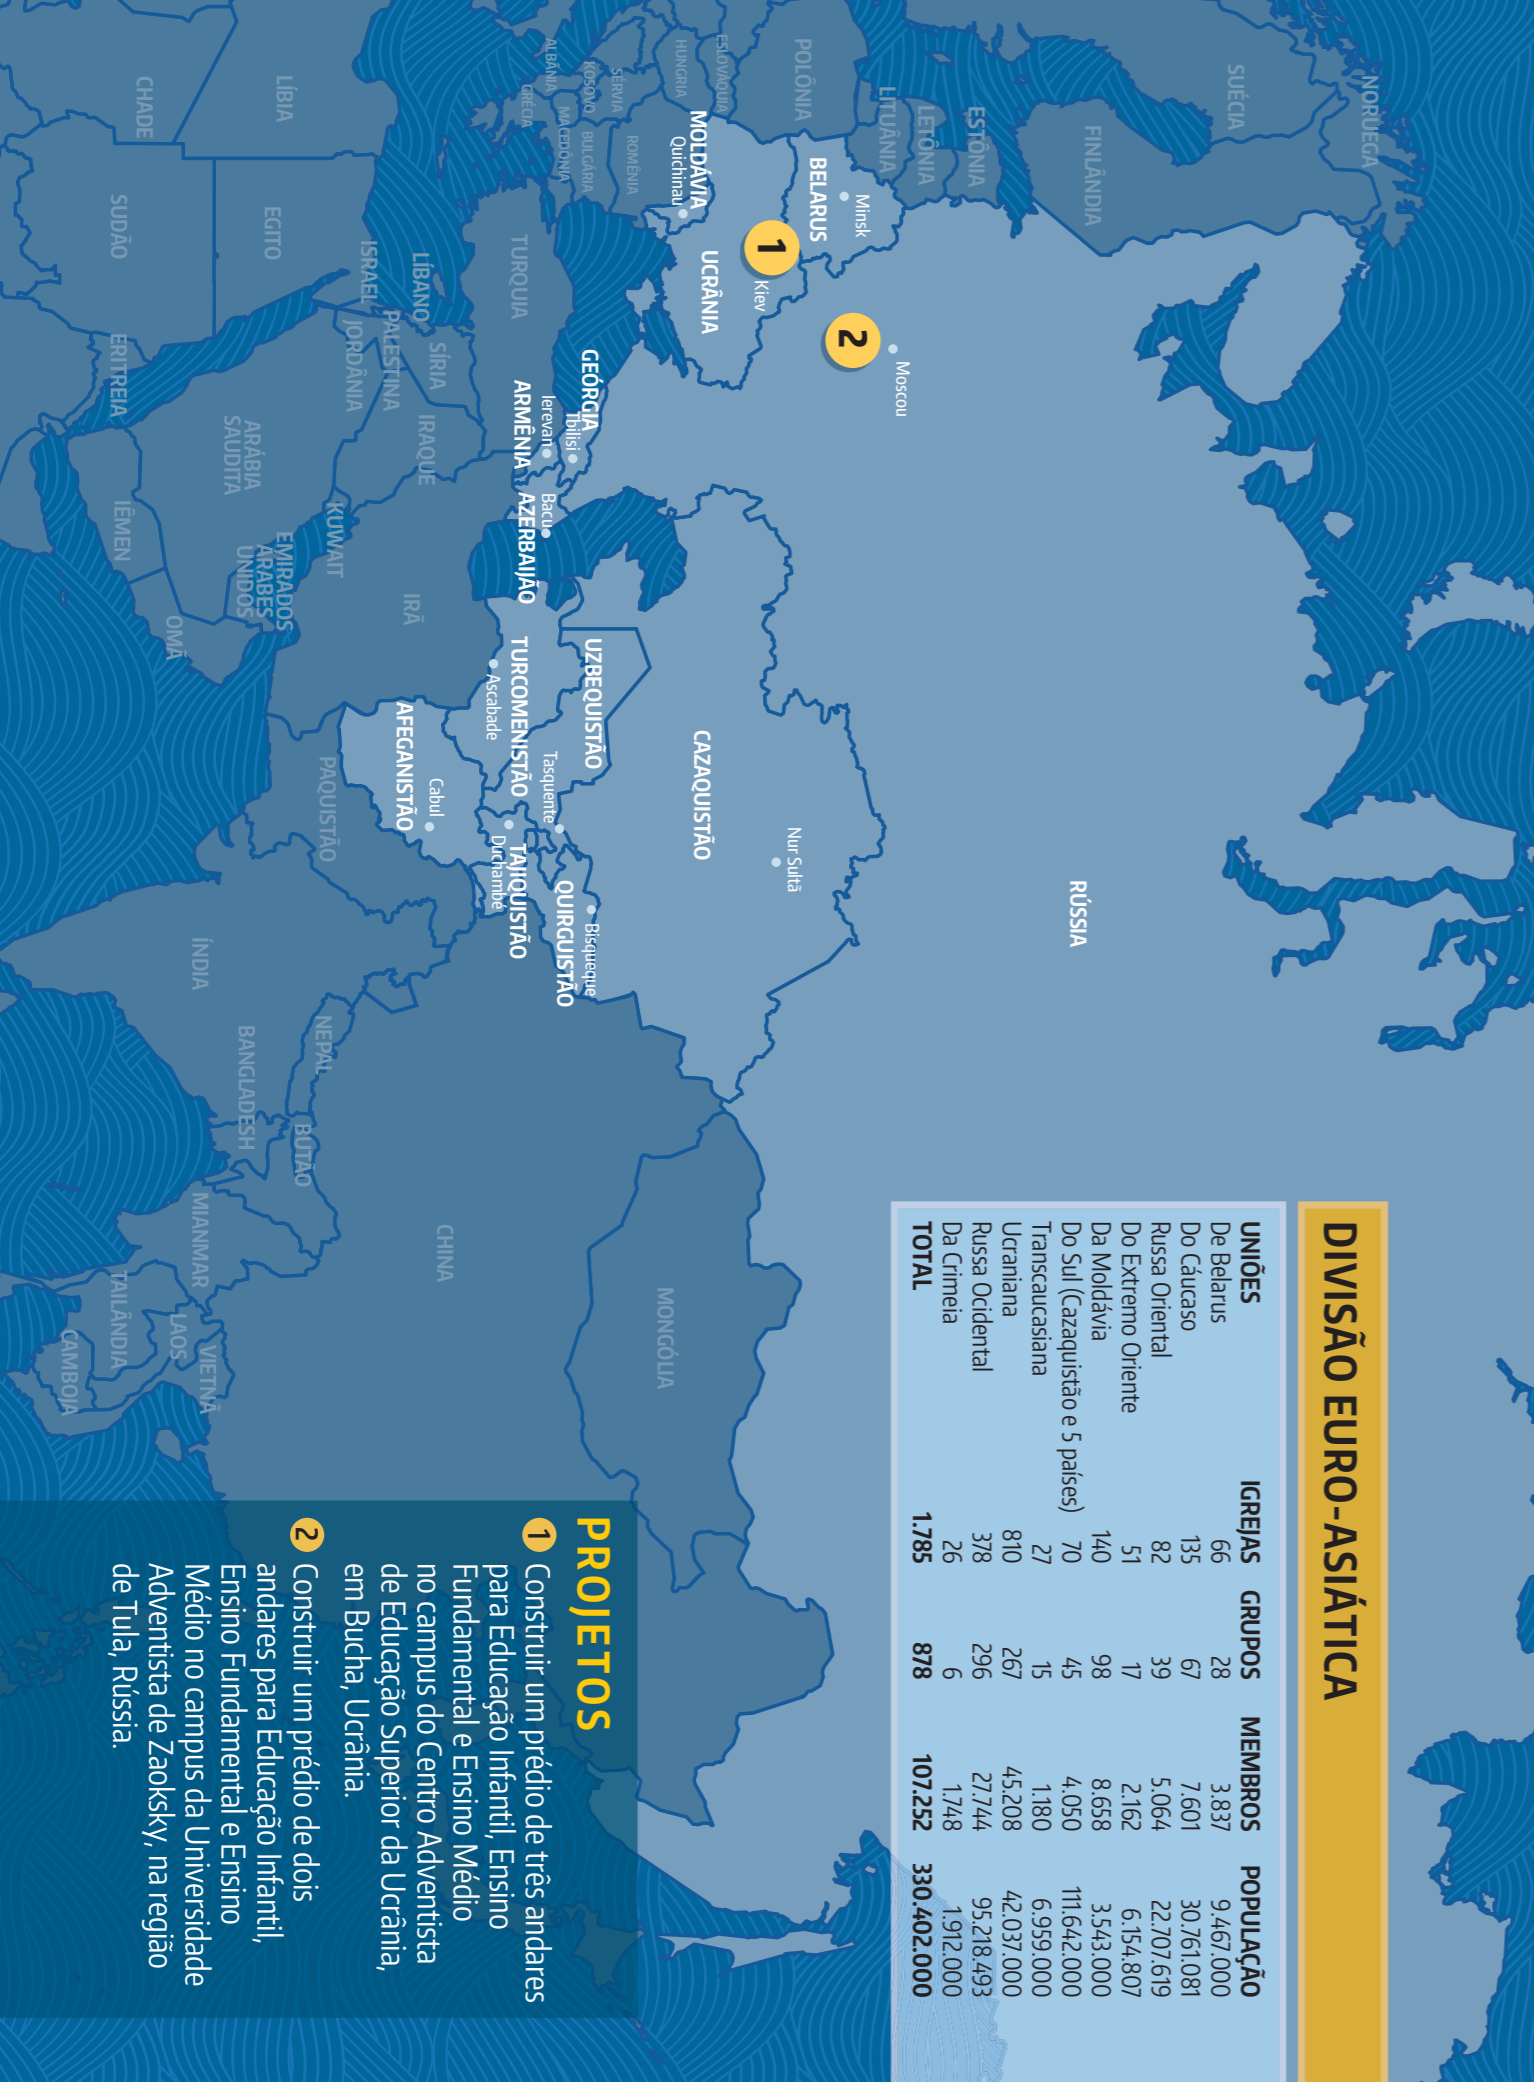 DIVISÃO EURO-ASIÁTICA
UNIÕES IGREJAS GRUPOS MEMBROS POPULAÇÃO
De Belarus 66 28 3.837 9.467.000
Do Cáucaso 135 67 7.601 30.761.081
Russa Oriental 82 39 5.064 22.707.619
Do Extremo Oriente 51 17 2.162 6.154.807
Da Moldávia 140 98 8.658 3.543.000
Do Sul (Cazaquistão e 5 países) 70 45 4.050 111.642.000
Transcaucasiana 27 15 1.180 6.959.000
Ucraniana 810 267 45.208 42.037.000
Russa Ocidental 378 296 27.744 95.218.493
Da Crimeia 26 6 1.748 1.912.000
TOTAL 1.785 878 107.252 330.402.000
NORUEGA
SUÉCIA
FINLÂNDIA
RÚSSIA
ESTÔNIA
LETÔNIA
LITUÂNIA
Moscou
2
Minsk
BELARUS
POLÔNIA
1
Kiev
UCRÂNIA
ESLOVÁQUIA
HUNGRIA
MOLDÁVIA
Quichinau
ROMÊNIA
SÉRVIA
KOSOVO
BULGÁRIA
MACEDÔNIA
ALBÂNIA
GRÉCIA
TURQUIA
GEÓRGIA
Tbilisi
Ierevan
ARMÊNIA
Bacu
AZERBAIJÃO
Nur Sultã
CAZAQUISTÃO
UZBEQUISTÃO
Tasquente
TURCOMENISTÃO
Ascabade
Bisqueque
QUIRGUISTÃO
TAJIQUISTÃO
Duchambé
Cabul
AFEGANISTÃO
MONGÓLIA
CHINA
LÍBANO
SÍRIA
IRAQUE
IRÃ
PALESTINA
ISRAEL
JORDÂNIA
KUWAIT
PAQUISTÃO
LÍBIA
EGITO
ARÁBIA
SAUDITA
EMIRADOS
ÁRABES
UNIDOS
OMÃ
CHADE
SUDÃO
ERITREIA
IÊMEN
ÍNDIA
NEPAL
BUTÃO
BANGLADESH
MIANMAR
VIETNÃ
LAOS
TAILÂNDIA
CAMBOJA
PROJETOS
1 Construir um prédio de três andares
para Educação Infantil, Ensino
Fundamental e Ensino Médio
no campus do Centro Adventista
de Educação Superior da Ucrânia,
em Bucha, Ucrânia.
2 Construir um prédio de dois
andares para Educação Infantil,
Ensino Fundamental e Ensino
Médio no campus da Universidade
Adventista de Zaoksky, na região
de Tula, Rússia.